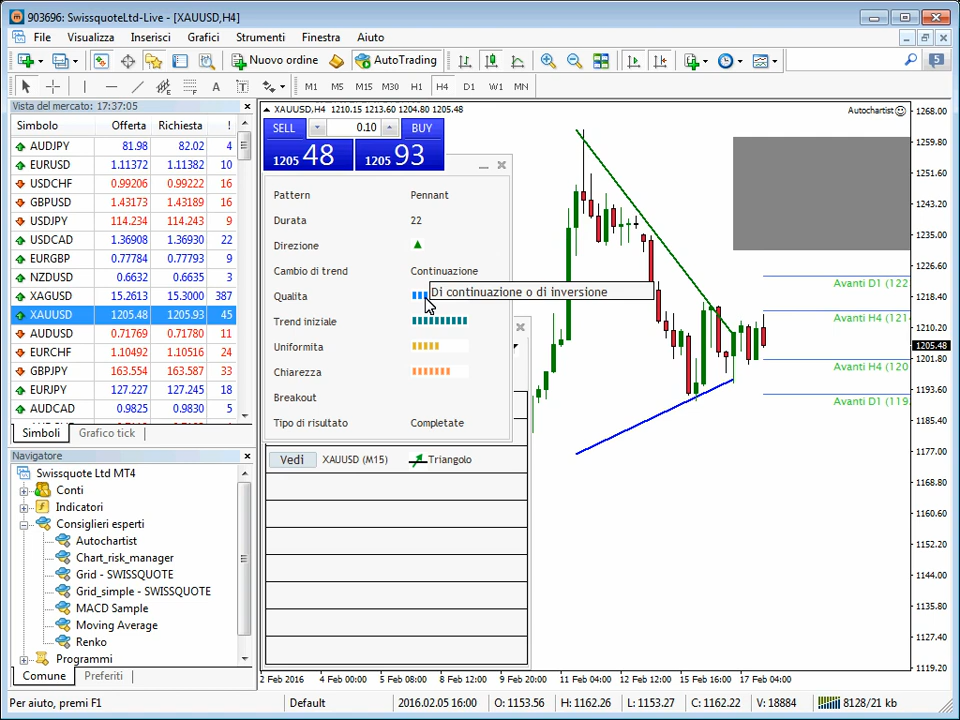 903696: SwissquoteLtd-Live - [XAUUSD,H4]
File Visualizza Inserisci Grafici Strumenti Finestra Aiuto
Nuovo ordine AutoTrading 5
A T M1 M5 M15 M30 H1 H4 D1 W1 MN
Vista del mercato: 17:37:05
Simbolo Offerta Richiesta !
AUDJPY 81.98 82.02 4
EURUSD 1.11372 1.11382 10
USDCHF 0.99206 0.99222 16
GBPUSD 1.43173 1.43189 16
USDJPY 114.234 114.243 9
USDCAD 1.36908 1.36930 22
EURGBP 0.77784 0.77793 9
NZDUSD 0.6632 0.6635 3
XAGUSD 15.2613 15.3000 387
XAUUSD 1205.48 1205.93 45
AUDUSD 0.71769 0.71780 11
EURCHF 1.10492 1.10516 24
GBPJPY 163.554 163.587 33
EURJPY 127.227 127.245 18
AUDCAD 0.9825 0.9830 5
Simboli Grafico tick
Navigatore
Swissquote Ltd MT4
Conti
Indicatori
Consiglieri esperti
Autochartist
Chart_risk_manager
Grid - SWISSQUOTE
Grid_simple - SWISSQUOTE
MACD Sample
Moving Average
Renko
Programmi
Comune Preferiti
XAUUSD,H4 1210.15 1213.60 1204.80 1205.48
Autochartist
SELL 0.10 BUY
1205 48 1205 93
Pattern Pennant
Durata 22
Direzione
Cambio di trend Continuazione
Qualita
Di continuazione o di inversione
Trend iniziale
Uniformita
Chiarezza
Breakout
Tipo di risultato Completate
Vedi XAUUSD (M15) Triangolo
Avanti D1 (122
Avanti H4 (121
Avanti H4 (120
Avanti D1 (119
1268.00
1259.80
1251.60
1243.20
1235.00
1226.60
1218.40
1210.20
1205.48
1201.80
1193.60
1185.40
1177.00
1168.80
1160.60
1152.20
1144.00
1135.80
1127.40
1119.20
2 Feb 2016 4 Feb 00:00 5 Feb 08:00 8 Feb 12:00 9 Feb 20:00 11 Feb 04:00 12 Feb 12:00 15 Feb 16:00 17 Feb 04:00
Per aiuto, premi F1 Default 2016.02.05 16:00 O: 1153.56 H: 1162.26 L: 1153.27 C: 1162.22 V: 18884 8128/21 kb